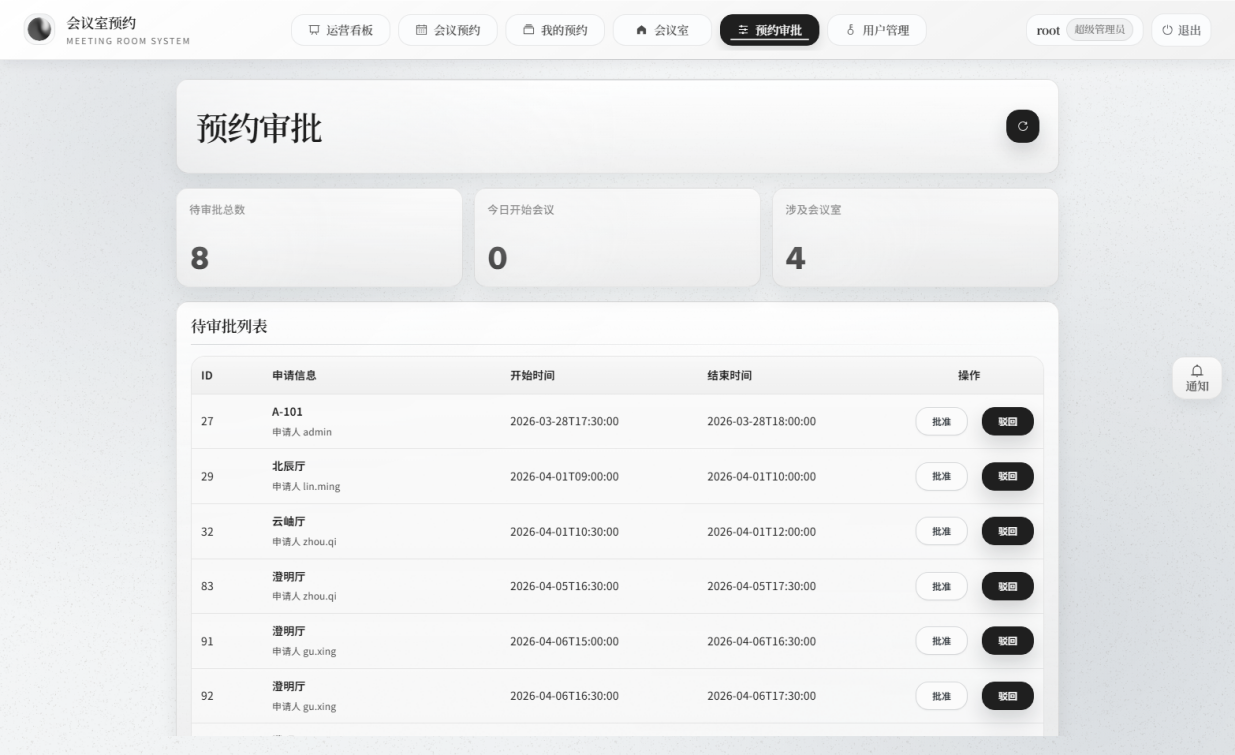 会议室预约
MEETING ROOM SYSTEM
运营看板
会议预约
我的预约
会议室
预约审批
用户管理
root 超级管理员
退出
预约审批
待审批总数
8
今日开始会议
0
涉及会议室
4
通知
待审批列表
ID 申请信息 开始时间 结束时间 操作
27 A-101 2026-03-28T17:30:00 2026-03-28T18:00:00 批准 驳回
申请人 admin
29 北辰厅 2026-04-01T09:00:00 2026-04-01T10:00:00 批准 驳回
申请人 lin.ming
32 云岫厅 2026-04-01T10:30:00 2026-04-01T12:00:00 批准 驳回
申请人 zhou.qi
83 澄明厅 2026-04-05T16:30:00 2026-04-05T17:30:00 批准 驳回
申请人 zhou.qi
91 澄明厅 2026-04-06T15:00:00 2026-04-06T16:30:00 批准 驳回
申请人 gu.xing
92 澄明厅 2026-04-06T16:30:00 2026-04-06T17:30:00 批准 驳回
申请人 gu.xing